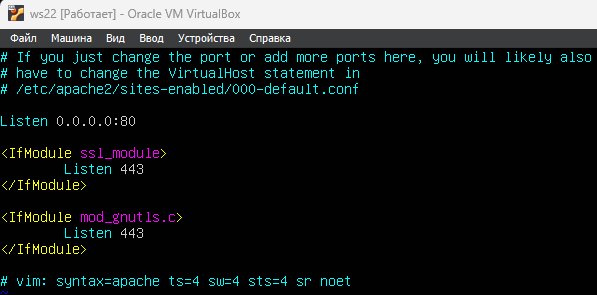 ws22 [Работает] - Oracle VM VirtualBox
Файл Машина Вид Ввод Устройства Справка
# If you just change the port or add more ports here, you will likely also
# have to change the VirtualHost statement in
# /etc/apache2/sites-enabled/000-default.conf
Listen 0.0.0.0:80
<IfModule ssl_module>
Listen 443
</IfModule>
<IfModule mod_gnutls.c>
Listen 443
</IfModule>
# vim: syntax=apache ts=4 sw=4 sts=4 sr noet